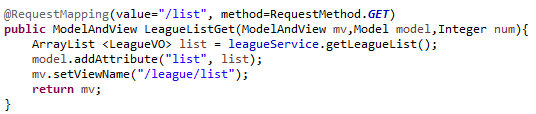 @RequestMapping(value="/list", method=RequestMethod.GET)
public ModelAndView LeagueListGet(ModelAndView mv,Model model,Integer num){
ArrayList <LeagueVO> list = leagueService.getLeagueList();
model.addAttribute("list", list);
mv.setViewName("/league/list");
return mv;
}